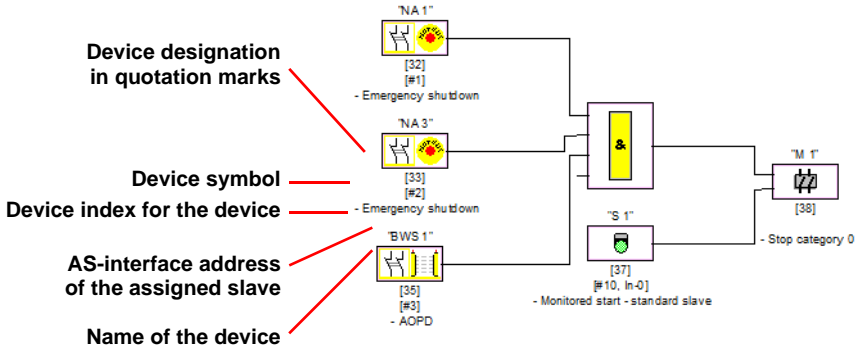 "NA 1"
[32]
[#1]
- Emergency shutdown
Device designation
in quotation marks
"NA 3"
[33]
[#2]
- Emergency shutdown
Device symbol
Device index for the device
AS-interface address
of the assigned slave
Name of the device
"BWS 1"
[35]
[#3]
- AOPD
&
"S 1"
[37]
[#10, In-0]
- Monitored start - standard slave
"M 1"
[38]
- Stop category 0